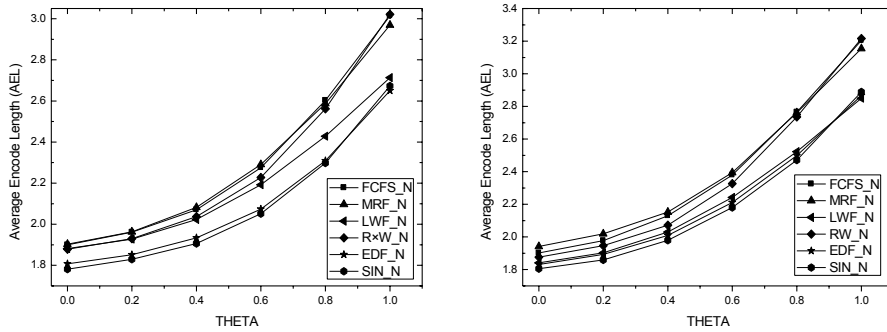 Average Encode Length (AEL)
3.0
2.8
2.6
2.4
2.2
2.0
1.8
0.0 0.2 0.4 0.6 0.8 1.0
THETA
FCFS_N
MRF_N
LWF_N
R×W_N
EDF_N
SIN_N
Average Encode Length (AEL)
3.4
3.2
3.0
2.8
2.6
2.4
2.2
2.0
1.8
1.6
0.0 0.2 0.4 0.6 0.8 1.0
THETA
FCFS_N
MRF_N
LWF_N
RW_N
EDF_N
SIN_N